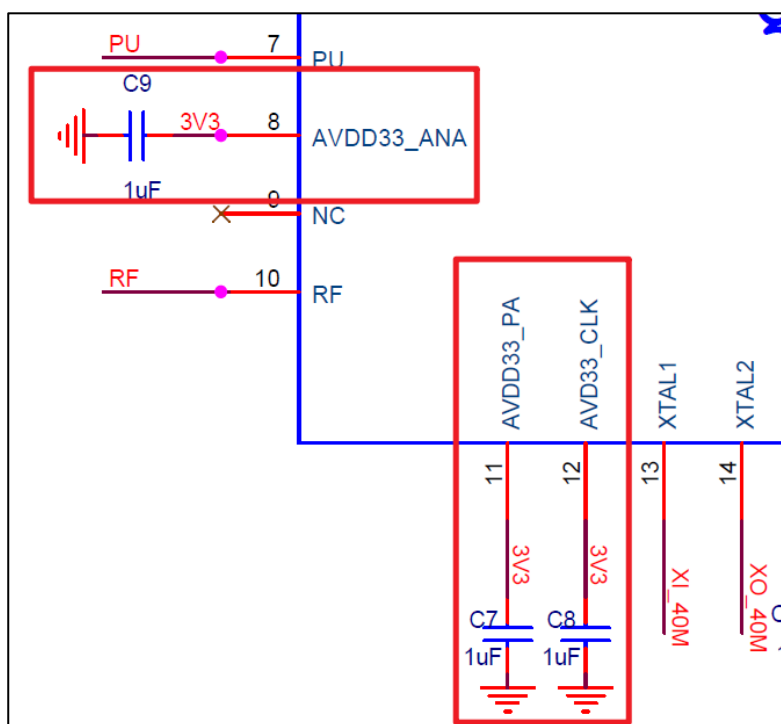 PU 7 PU
C9
3V3 8 AVDD33_ANA
1uF
9 NC
RF 10 RF
AVDD33_PA
AVD33_CLK
XTAL1
XTAL2
11
12
13
14
3V3
3V3
XI_40M
XO_40M
C7
1uF
C8
1uF